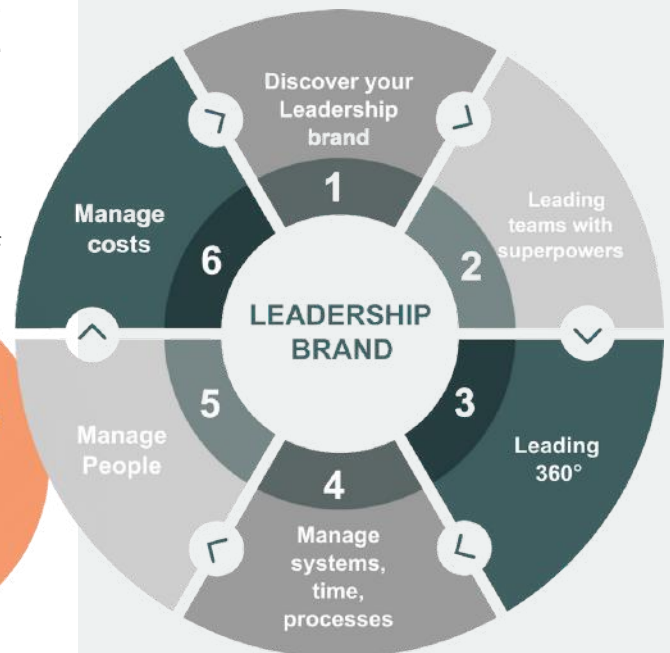 Discover your
Leadership
brand
1
Leading
teams with
superpowers
2
Leading
360°
3
Manage
systems,
time,
processes
4
Manage
People
5
Manage
costs
6
LEADERSHIP
BRAND